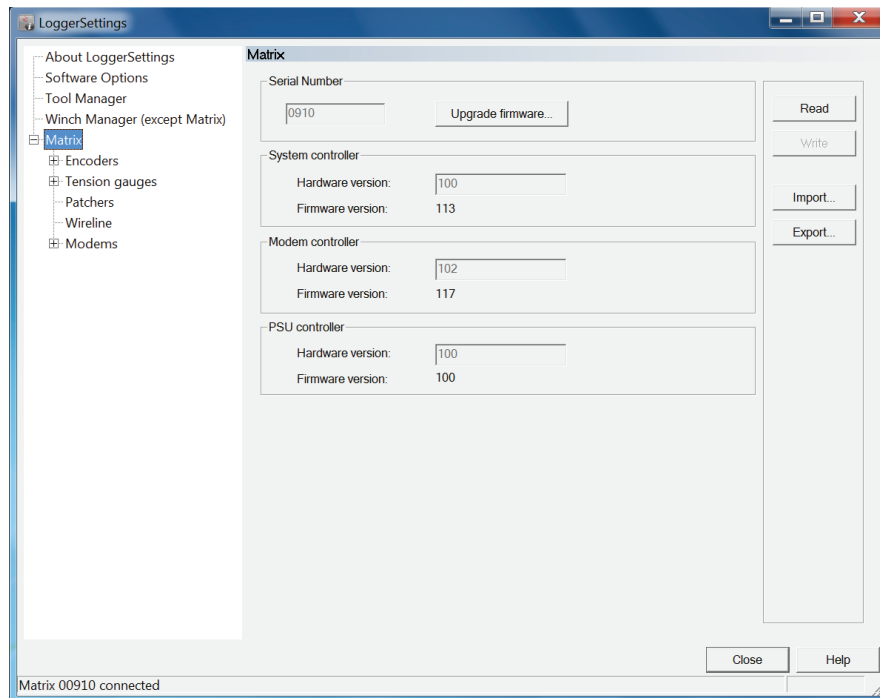 LoggerSettings
About LoggerSettings
Software Options
Tool Manager
Winch Manager (except Matrix)
Matrix
Encoders
Tension gauges
Patchers
Wireline
Modems
Matrix
Serial Number
0910
Upgrade firmware...
System controller
Hardware version:
100
Firmware version:
113
Modem controller
Hardware version:
102
Firmware version:
117
PSU controller
Hardware version:
100
Firmware version:
100
Read
Write
Import...
Export...
Close
Help
Matrix 00910 connected